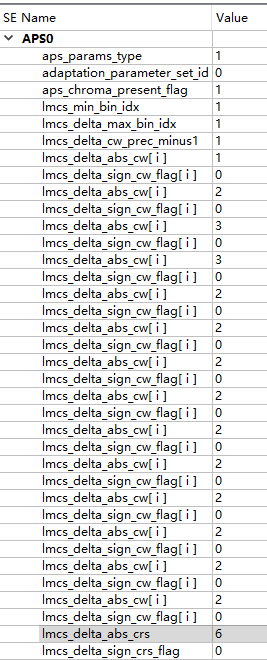 SE Name Value
APS0
aps_params_type 1
adaptation_parameter_set_id 0
aps_chroma_present_flag 1
lmcs_min_bin_idx 1
lmcs_delta_max_bin_idx 1
lmcs_delta_cw_prec_minus1 1
lmcs_delta_abs_cw[i] 1
lmcs_delta_sign_cw_flag[i] 0
lmcs_delta_abs_cw[i] 2
lmcs_delta_sign_cw_flag[i] 0
lmcs_delta_abs_cw[i] 3
lmcs_delta_sign_cw_flag[i] 0
lmcs_delta_abs_cw[i] 3
lmcs_delta_sign_cw_flag[i] 0
lmcs_delta_abs_cw[i] 2
lmcs_delta_sign_cw_flag[i] 0
lmcs_delta_abs_cw[i] 2
lmcs_delta_sign_cw_flag[i] 0
lmcs_delta_abs_cw[i] 2
lmcs_delta_sign_cw_flag[i] 0
lmcs_delta_abs_cw[i] 2
lmcs_delta_sign_cw_flag[i] 0
lmcs_delta_abs_cw[i] 2
lmcs_delta_sign_cw_flag[i] 0
lmcs_delta_abs_cw[i] 2
lmcs_delta_sign_cw_flag[i] 0
lmcs_delta_abs_cw[i] 2
lmcs_delta_sign_cw_flag[i] 0
lmcs_delta_abs_cw[i] 2
lmcs_delta_sign_cw_flag[i] 0
lmcs_delta_abs_cw[i] 2
lmcs_delta_sign_cw_flag[i] 0
lmcs_delta_abs_cw[i] 2
lmcs_delta_sign_cw_flag[i] 0
lmcs_delta_abs_crs 6
lmcs_delta_sign_crs_flag 0